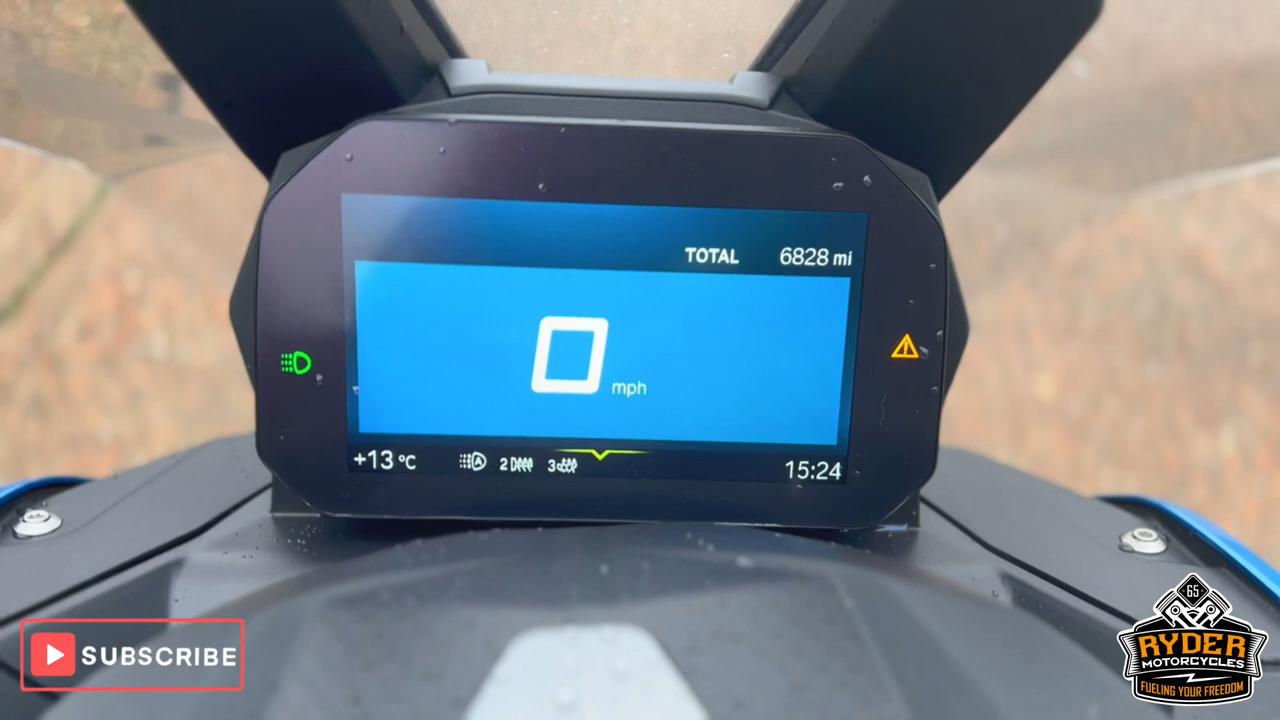 TOTAL 6828 mi
0 mph
+13 °C A 2 3 15:24
SUBSCRIBE
65
RYDER
MOTORCYCLES
FUELING YOUR FREEDOM